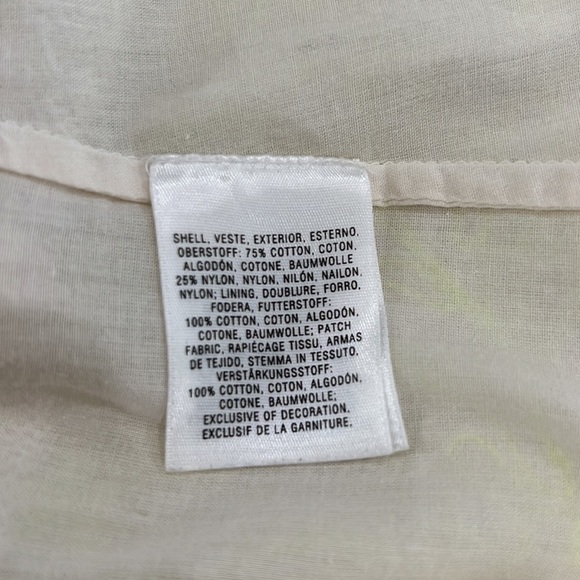 SHELL, VESTE, EXTERIOR, ESTERNO,
OBERSTOFF: 75% COTTON, COTON,
ALGODÓN, COTONE, BAUMWOLLE
25% NYLON, NYLON, NILÓN, NAILON,
NYLON; LINING, DOUBLURE, FORRO,
FODERA, FUTTERSTOFF:
100% COTTON, COTON, ALGODÓN,
COTONE, BAUMWOLLE; PATCH
FABRIC, RAPIÉCAGE TISSU, ARMAS
DE TEJIDO, STEMMA IN TESSUTO,
VERSTÄRKUNGSSTOFF:
100% COTTON, COTON, ALGODÓN,
COTONE, BAUMWOLLE;
EXCLUSIVE OF DECORATION.
EXCLUSIF DE LA GARNITURE.